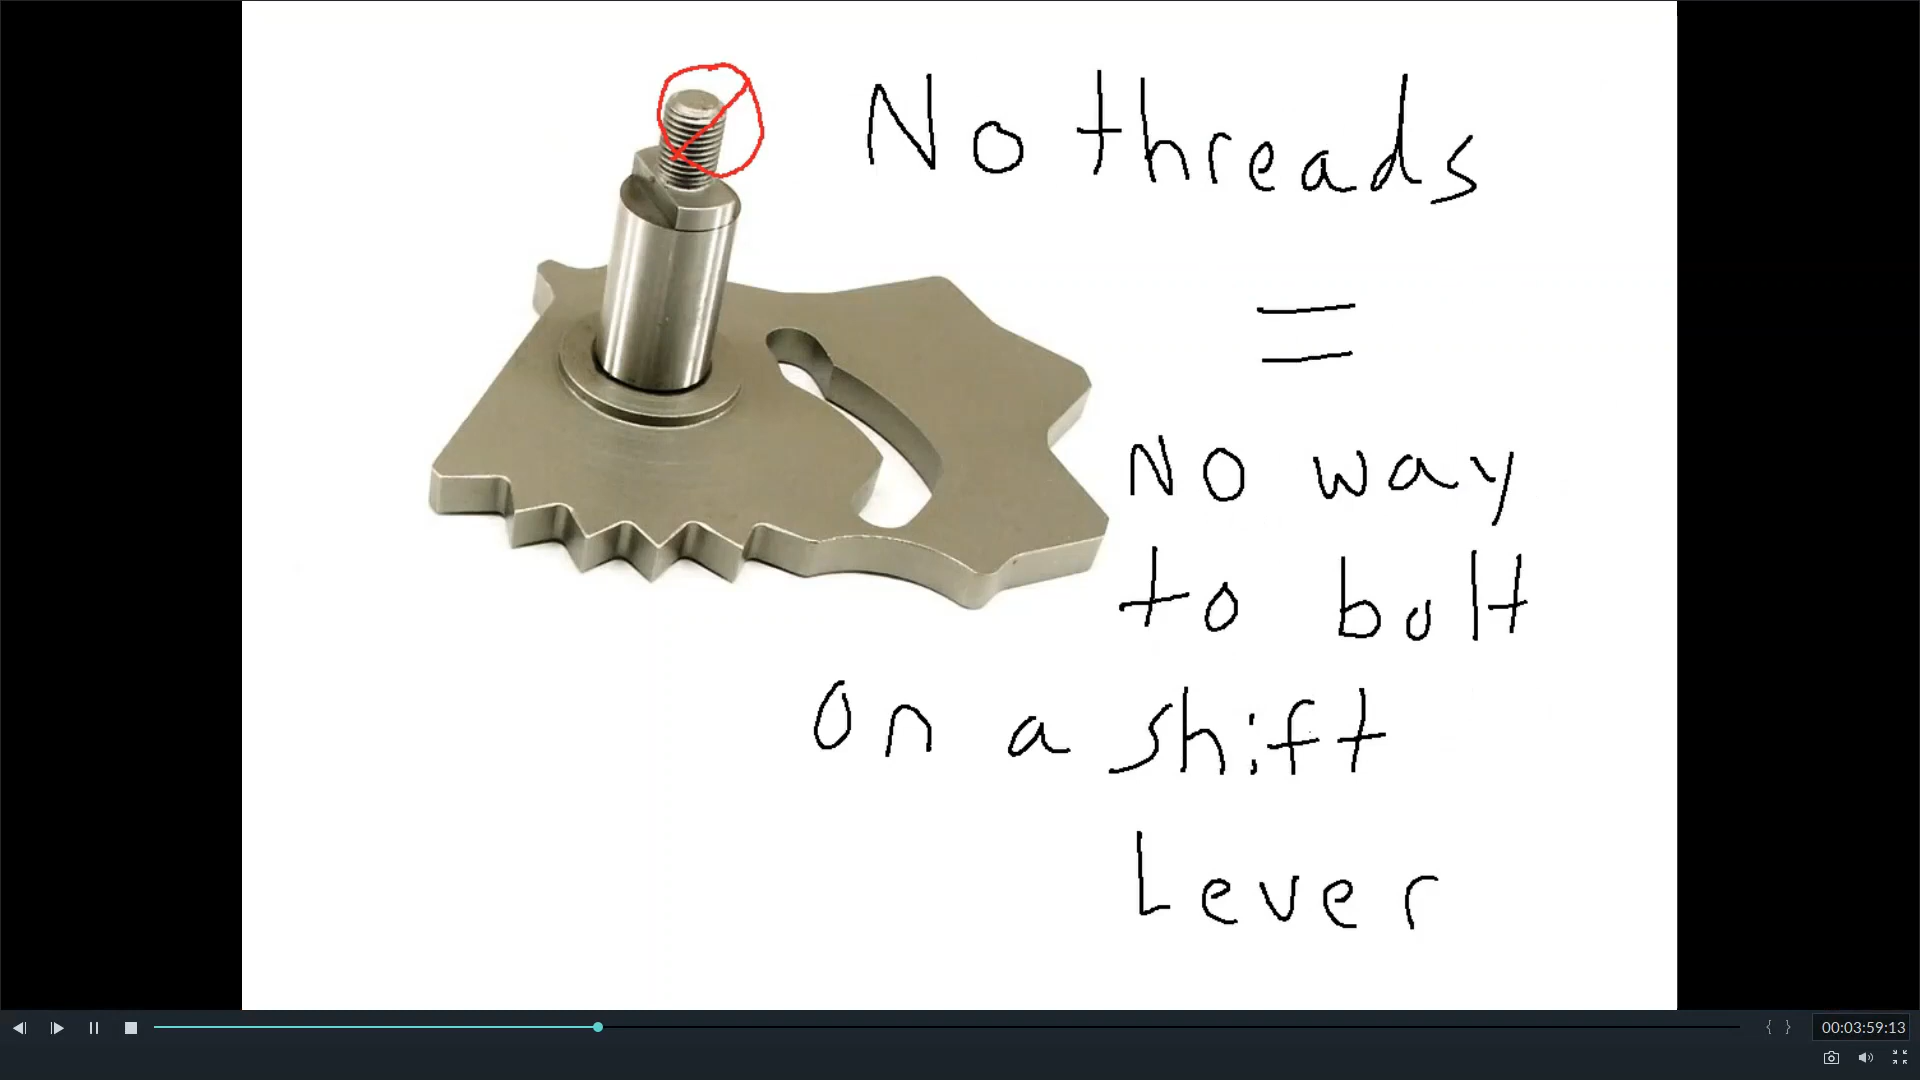 No threads
=
No way
to bolt
on a shift
Lever
{ }
00:03:59:13